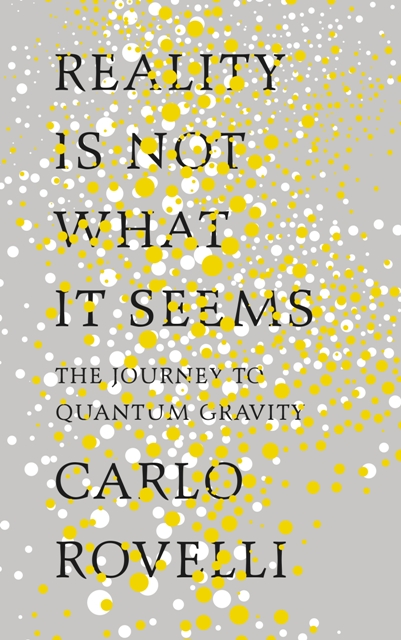 REALITY
IS NOT
WHAT
IT SEEMS
THE JOURNEY TO
QUANTUM GRAVITY
CARLO
ROVELLI